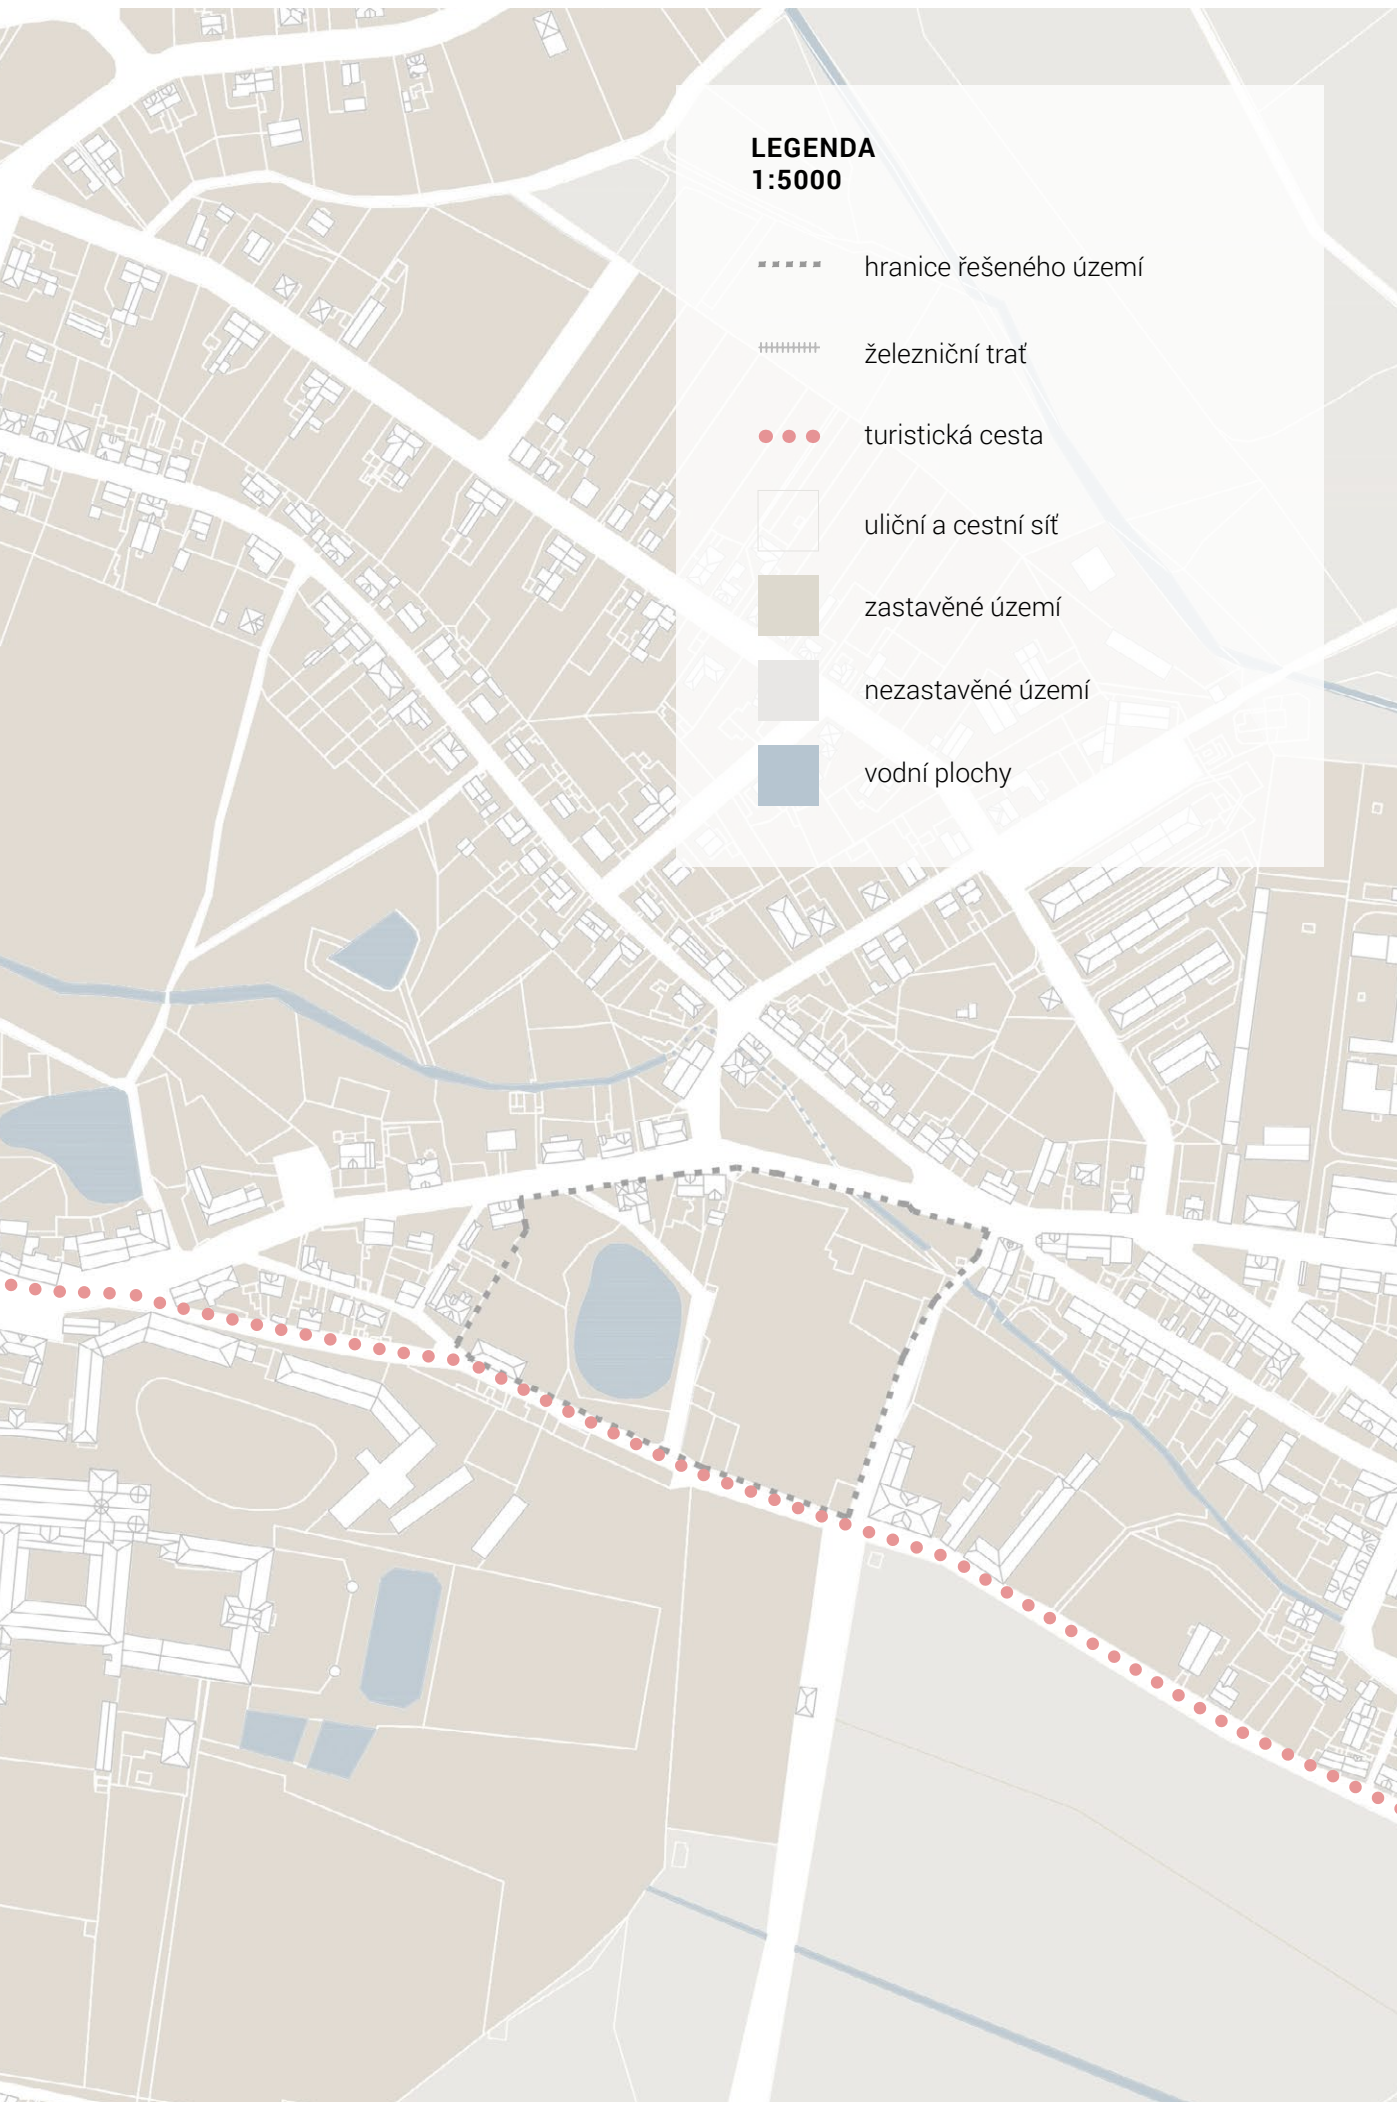 LEGENDA
1:5000
hranice řešeného území
železniční trať
turistická cesta
uliční a cestní síť
zastavěné území
nezastavěné území
vodní plochy